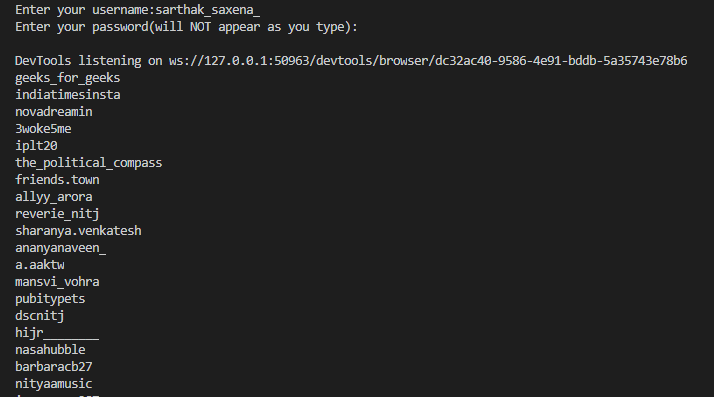 Enter your username:sarthak_saxena_
Enter your password(will NOT appear as you type):
DevTools listening on ws://127.0.0.1:50963/devtools/browser/dc32ac40-9586-4e91-bddb-5a35743e78b6
geeks_for_geeks
indiatimesinsta
novadreamin
3woke5me
iplt20
the_political_compass
friends.town
allyy_arora
reverie_nitj
sharanya.venkatesh
ananyanaveen_
a.aaktw
mansvi_vohra
pubitypets
dscnitj
hijr________
nasahubble
barbaracb27
nityaamusic